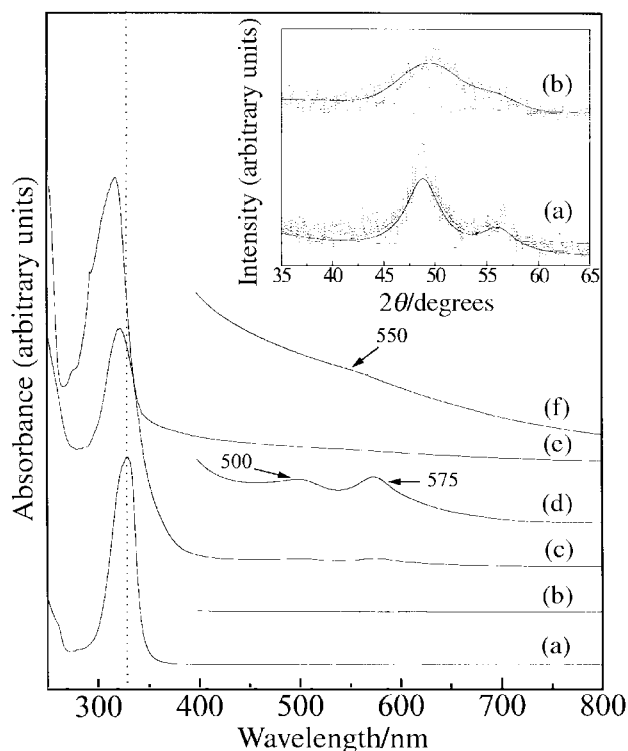 Absorbance (arbitrary units)
Intensity (arbitrary units)
(b)
(a)
35 40 45 50 55 60 65
2θ/degrees
550
(f)
(e)
500
575
(d)
(c)
(b)
(a)
300 400 500 600 700 800
Wavelength/nm